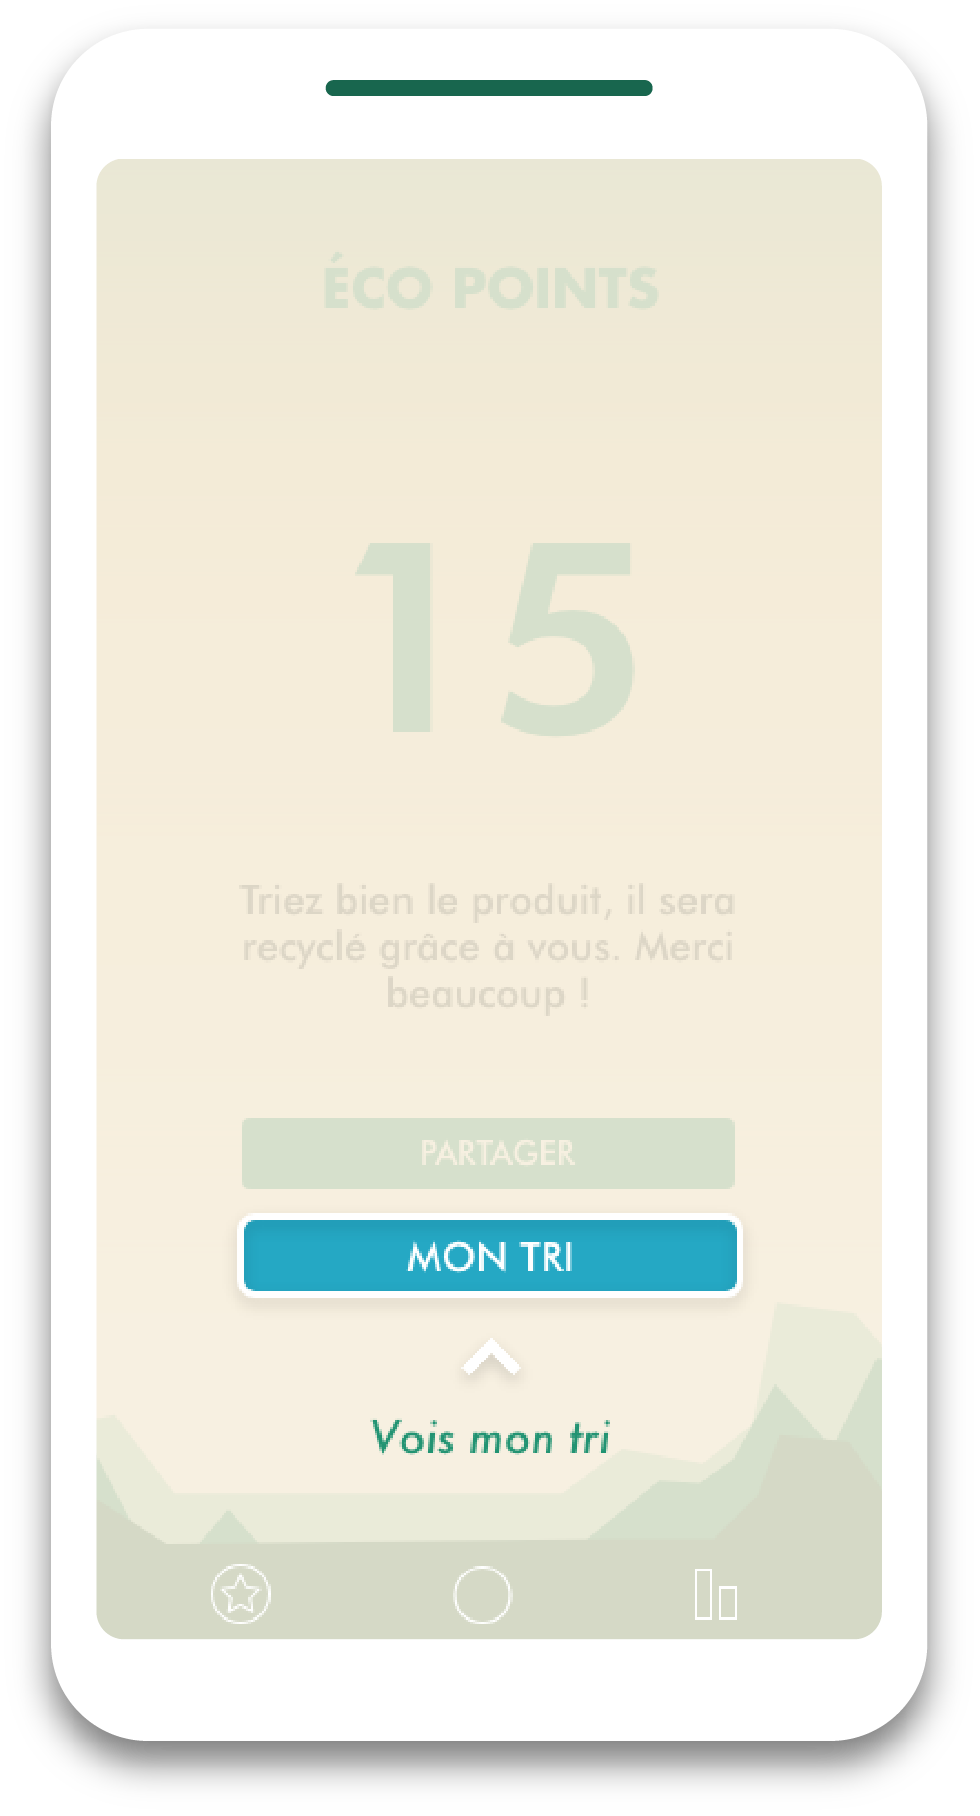 ÉCO POINTS
15
Triez bien le produit, il sera
recyclé grâce à vous. Merci
beaucoup !
PARTAGER
MON TRI
Vois mon tri